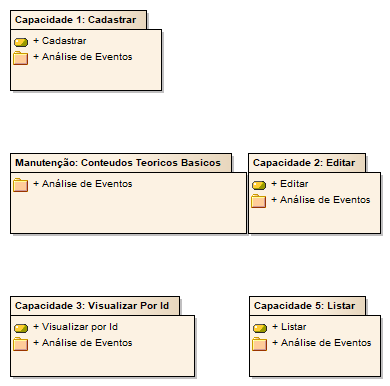 Capacidade 1: Cadastrar
+ Cadastrar
+ Análise de Eventos
Manutenção: Conteudos Teoricos Basicos
+ Análise de Eventos
Capacidade 2: Editar
+ Editar
+ Análise de Eventos
Capacidade 3: Visualizar Por Id
+ Visualizar por Id
+ Análise de Eventos
Capacidade 5: Listar
+ Listar
+ Análise de Eventos